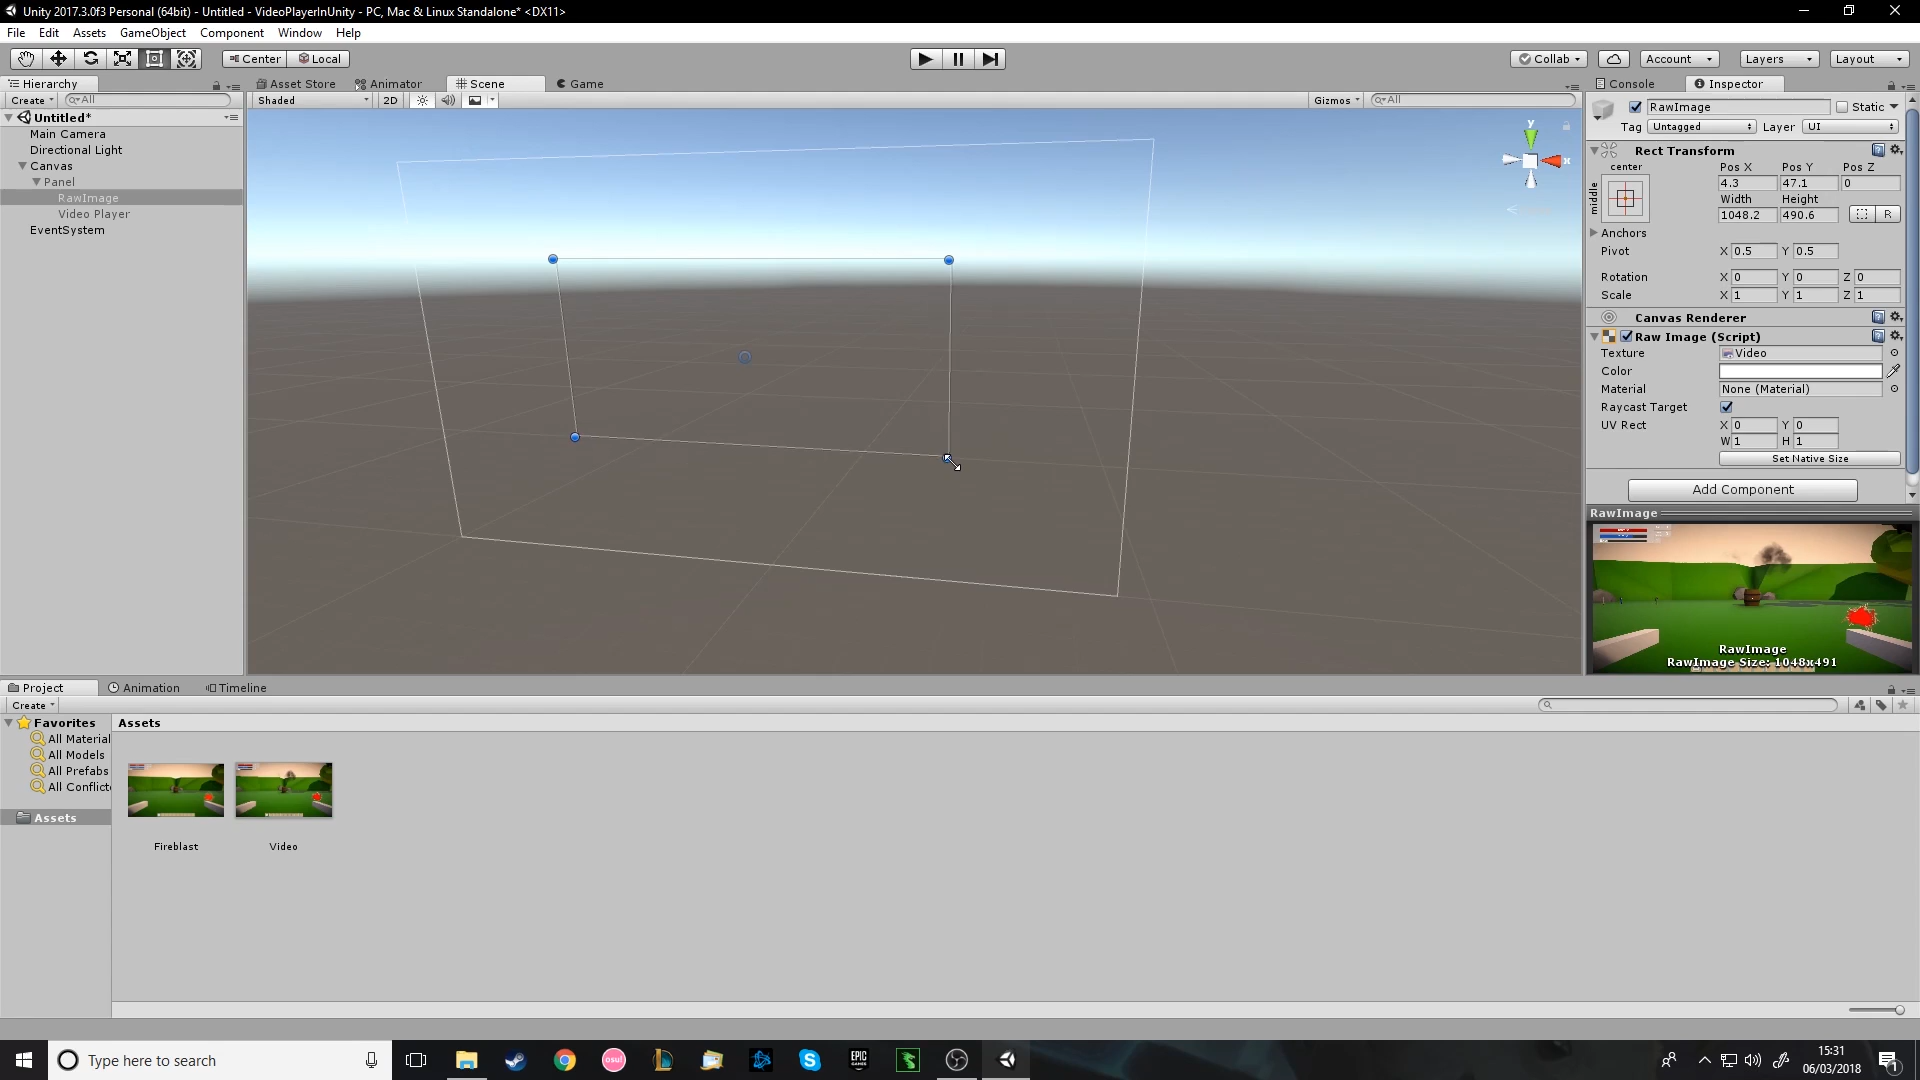 Unity 2017.3.0f3 Personal (64bit) - Untitled - VideoPlayerInUnity - PC, Mac & Linux Standalone* <DX11>
File Edit Assets GameObject Component Window Help
Center Local Collab Account Layers Layout
Hierarchy Asset Store Animator Scene Game Console Inspector
Create All Shaded 2D Gizmos All RawImage Static
Untitled* Tag Untagged Layer UI
Main Camera
Directional Light
Canvas
Panel
RawImage
Video Player
EventSystem
y
x
Rect Transform
center
middle
Pos X Pos Y Pos Z
4.3 47.1 0
Width Height
1048.2 490.6 R
Anchors
Pivot X 0.5 Y 0.5
Rotation X 0 Y 0 Z 0
Scale X 1 Y 1 Z 1
Canvas Renderer
Raw Image (Script)
Texture Video
Color
Material None (Material)
Raycast Target
UV Rect X 0 Y 0
W 1 H 1
Set Native Size
Add Component
RawImage
RawImage
RawImage Size: 1048x491
Project Animation Timeline
Create
Favorites Assets
All Material
All Models
All Prefabs
All Conflict
Assets
Fireblast Video
Type here to search
osu!
EPIC GAMES
15:31
06/03/2018
1